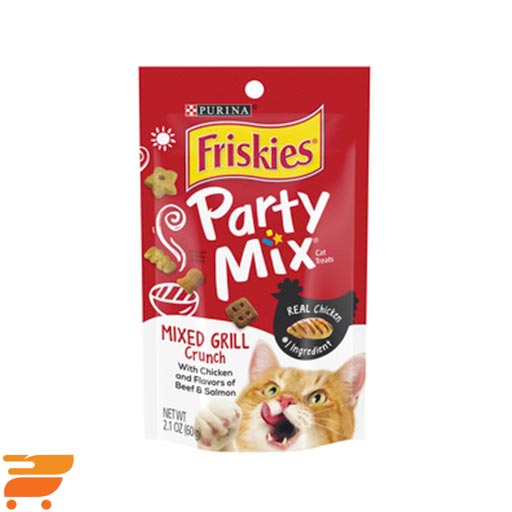 PURINA
Friskies®
Party
Mix®
Cat
Treats
REAL Chicken
#1 Ingredient
MIXED GRILL
Crunch
With Chicken
and Flavors of
Beef & Salmon
NET WT
2.1 OZ (60g